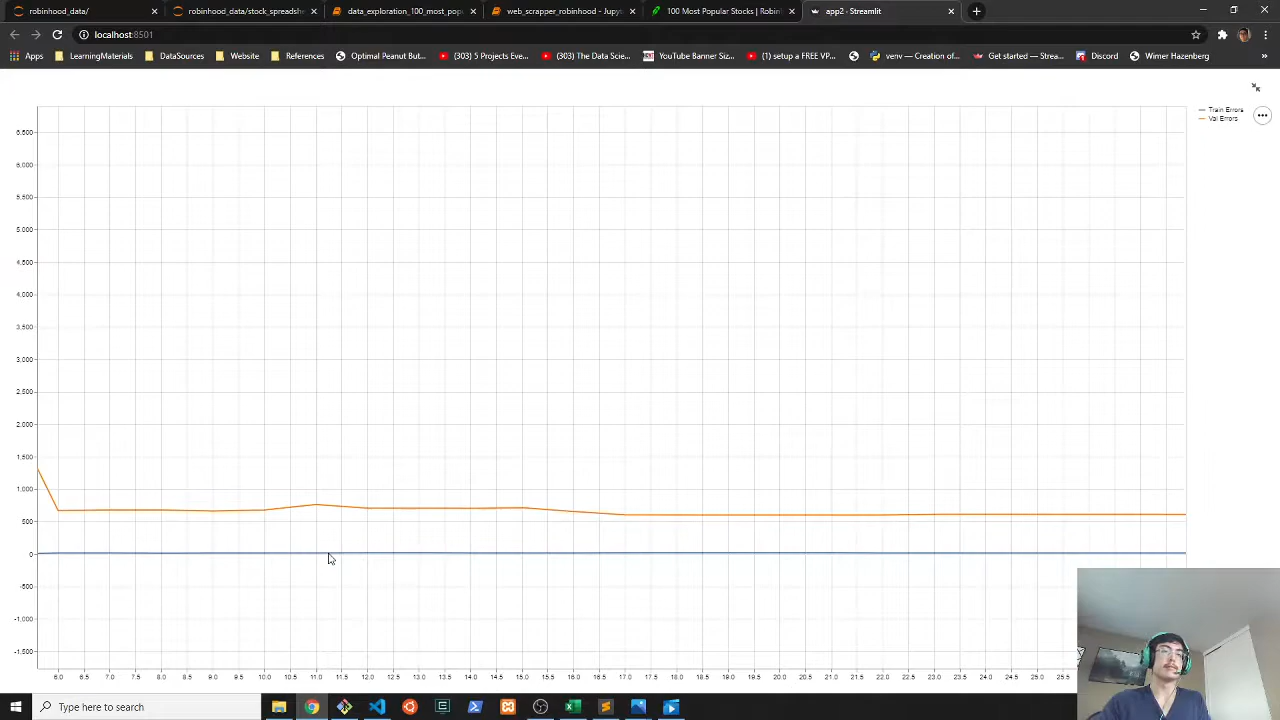 robinhood_data/
robinhood_data/stock_spreadsh
data_exploration_100_most_pop
web_scrapper_robinhood - Jupyt
100 Most Popular Stocks | Robin
app2 · Streamlit
localhost:8501
Apps
LearningMaterials
DataSources
Website
References
Optimal Peanut But...
(303) 5 Projects Eve...
(303) The Data Scie...
YouTube Banner Siz...
(1) setup a FREE VP...
venv — Creation of...
Get started — Strea...
Discord
Wimer Hazenberg
»
Train Errors
Val Errors
6,500
6,000
5,500
5,000
4,500
4,000
3,500
3,000
2,500
2,000
1,500
1,000
500
0
-500
-1,000
-1,500
6.0 6.5 7.0 7.5 8.0 8.5 9.0 9.5 10.0 10.5 11.0 11.5 12.0 12.5 13.0 13.5 14.0 14.5 15.0 15.5 16.0 16.5 17.0 17.5 18.0 18.5 19.0 19.5 20.0 20.5 21.0 21.5 22.0 22.5 23.0 23.5 24.0 24.5 25.0 25.5
Type here to search